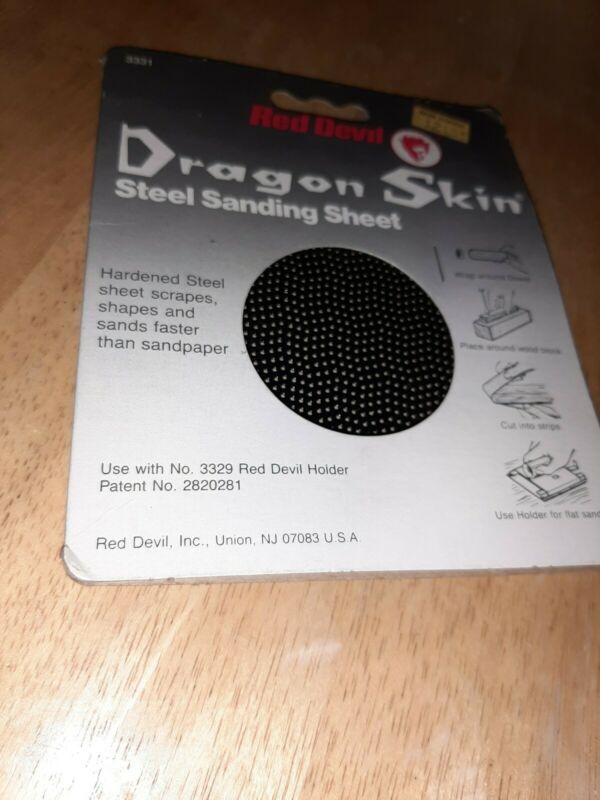 3331
Red Devil
Dragon Skin®
Steel Sanding Sheet
Hardened Steel
sheet scrapes,
shapes and
sands faster
than sandpaper
Wrap around
Place around wood block
Cut into strips
Use Holder for flat sand
Use with No. 3329 Red Devil Holder
Patent No. 2820281
Red Devil, Inc., Union, NJ 07083 U.S.A.